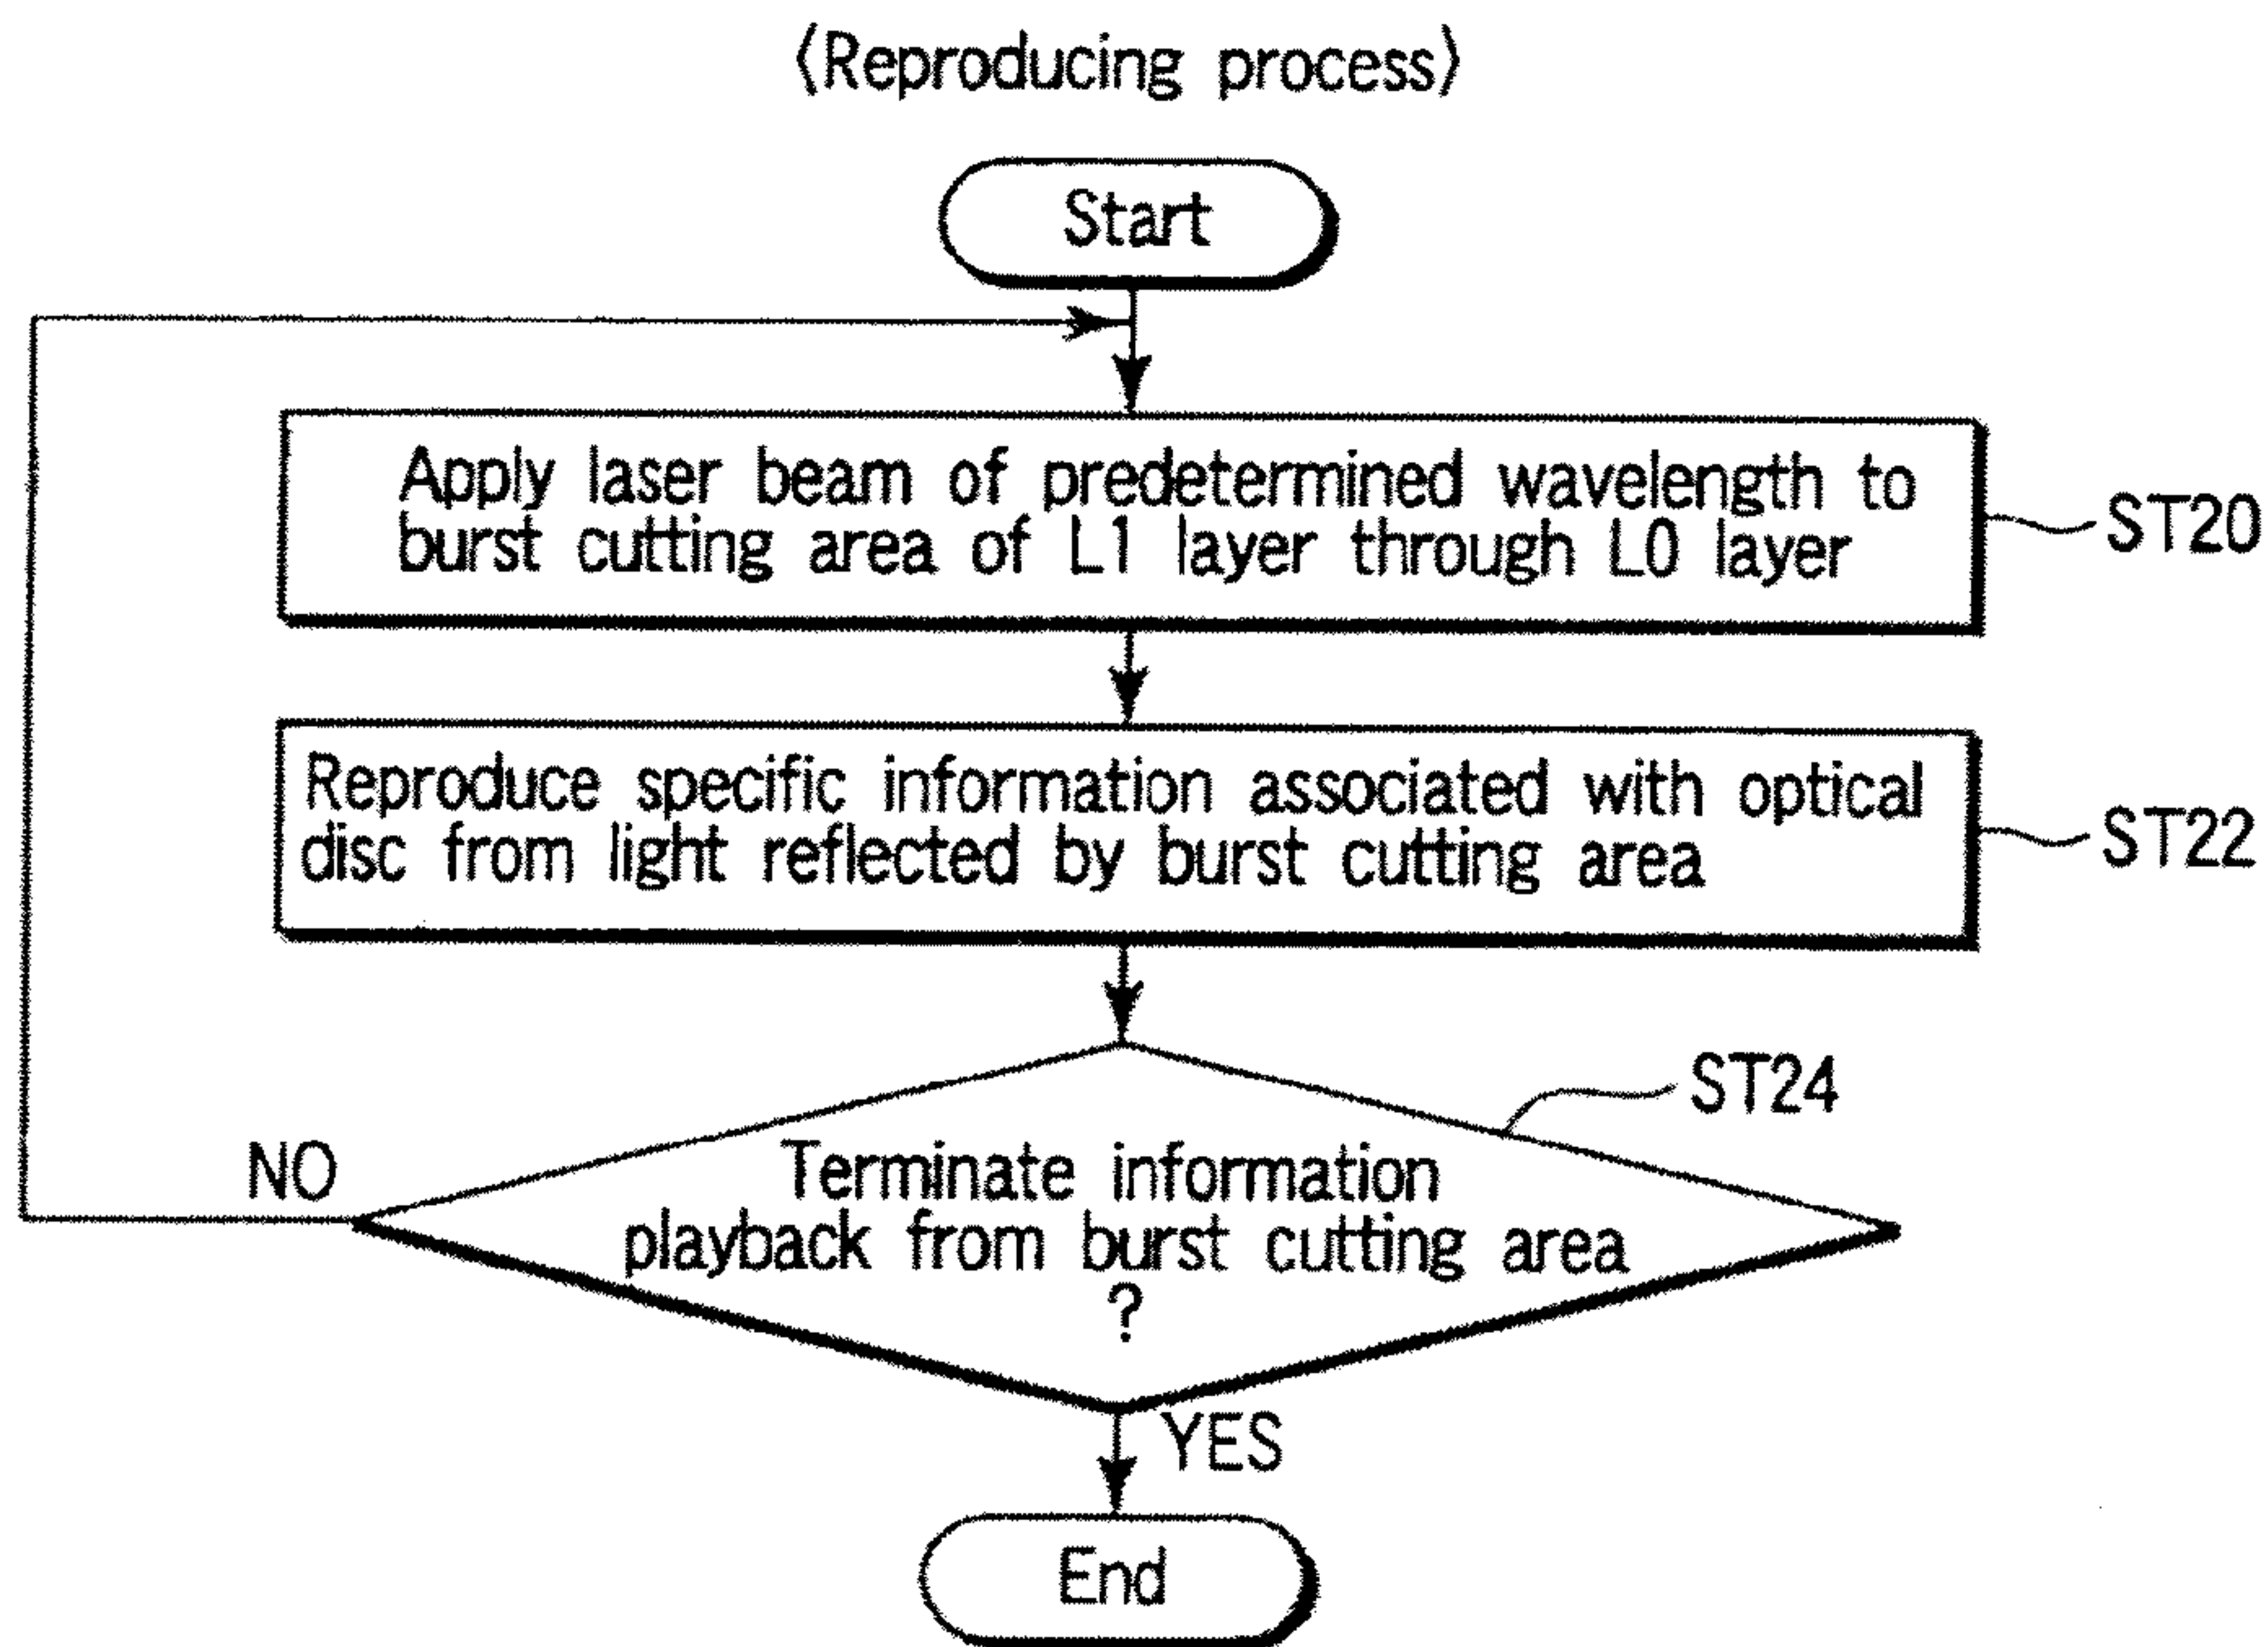 ⟨Reproducing process⟩
Start
Apply laser beam of predetermined wavelength to
burst cutting area of L1 layer through L0 layer
ST20
Reproduce specific information associated with optical
disc from light reflected by burst cutting area
ST22
ST24
NO
Terminate information
playback from burst cutting area
?
YES
End